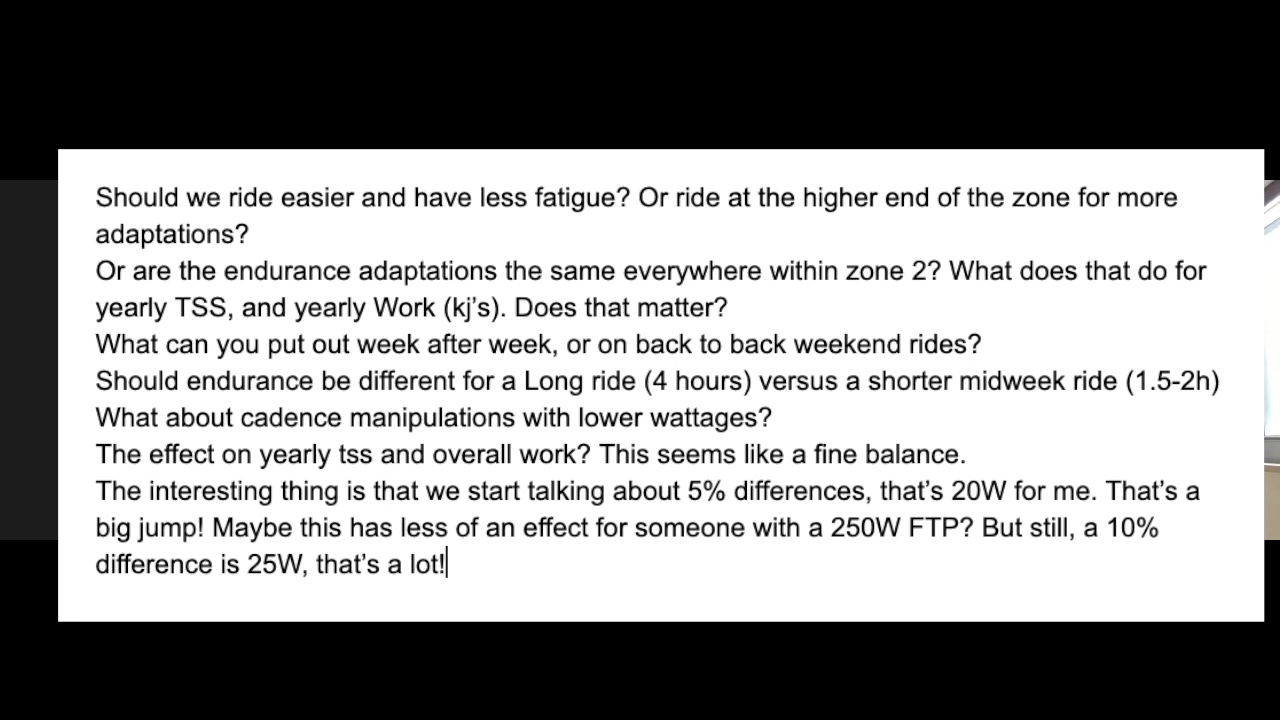 Should we ride easier and have less fatigue? Or ride at the higher end of the zone for more
adaptations?
Or are the endurance adaptations the same everywhere within zone 2? What does that do for
yearly TSS, and yearly Work (kj’s). Does that matter?
What can you put out week after week, or on back to back weekend rides?
Should endurance be different for a Long ride (4 hours) versus a shorter midweek ride (1.5-2h)
What about cadence manipulations with lower wattages?
The effect on yearly tss and overall work? This seems like a fine balance.
The interesting thing is that we start talking about 5% differences, that’s 20W for me. That’s a
big jump! Maybe this has less of an effect for someone with a 250W FTP? But still, a 10%
difference is 25W, that’s a lot!